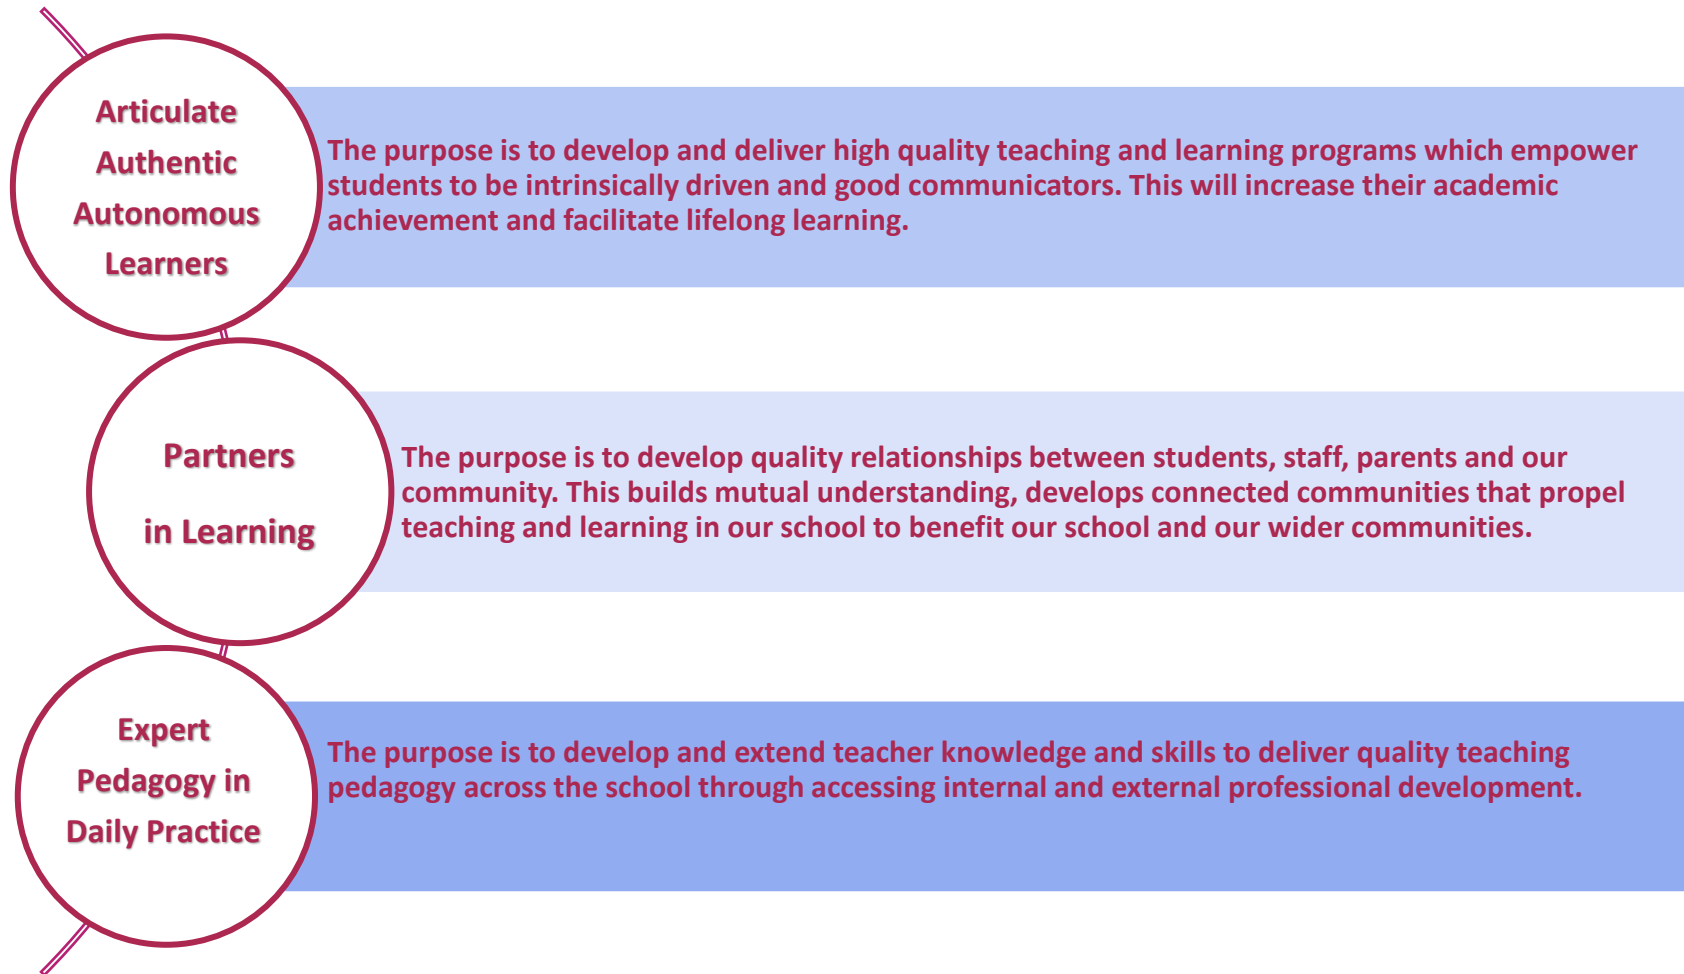 Articulate
Authentic
Autonomous
Learners
The purpose is to develop and deliver high quality teaching and learning programs which empower
students to be intrinsically driven and good communicators. This will increase their academic
achievement and facilitate lifelong learning.
Partners
in Learning
The purpose is to develop quality relationships between students, staff, parents and our
community. This builds mutual understanding, develops connected communities that propel
teaching and learning in our school to benefit our school and our wider communities.
Expert
Pedagogy in
Daily Practice
The purpose is to develop and extend teacher knowledge and skills to deliver quality teaching
pedagogy across the school through accessing internal and external professional development.